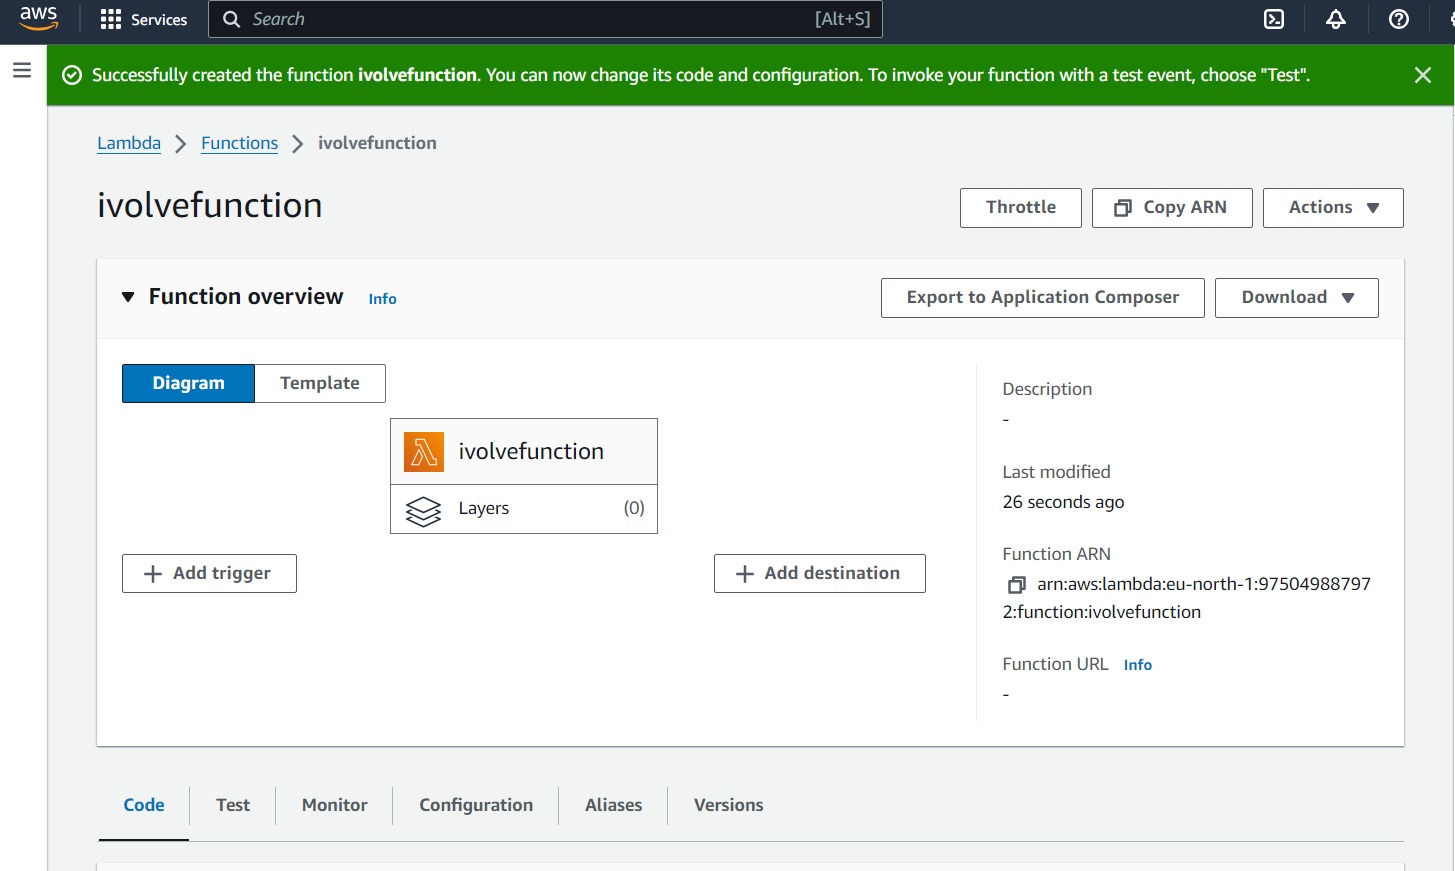 aws Services Search [Alt+S]
Successfully created the function ivolvefunction. You can now change its code and configuration. To invoke your function with a test event, choose "Test".
Lambda Functions ivolvefunction
ivolvefunction
Throttle Copy ARN Actions
Function overview Info Export to Application Composer Download
Diagram Template
ivolvefunction
Layers (0)
Add trigger Add destination
Description
-
Last modified
26 seconds ago
Function ARN
arn:aws:lambda:eu-north-1:97504988797
2:function:ivolvefunction
Function URL Info
-
Code Test Monitor Configuration Aliases Versions